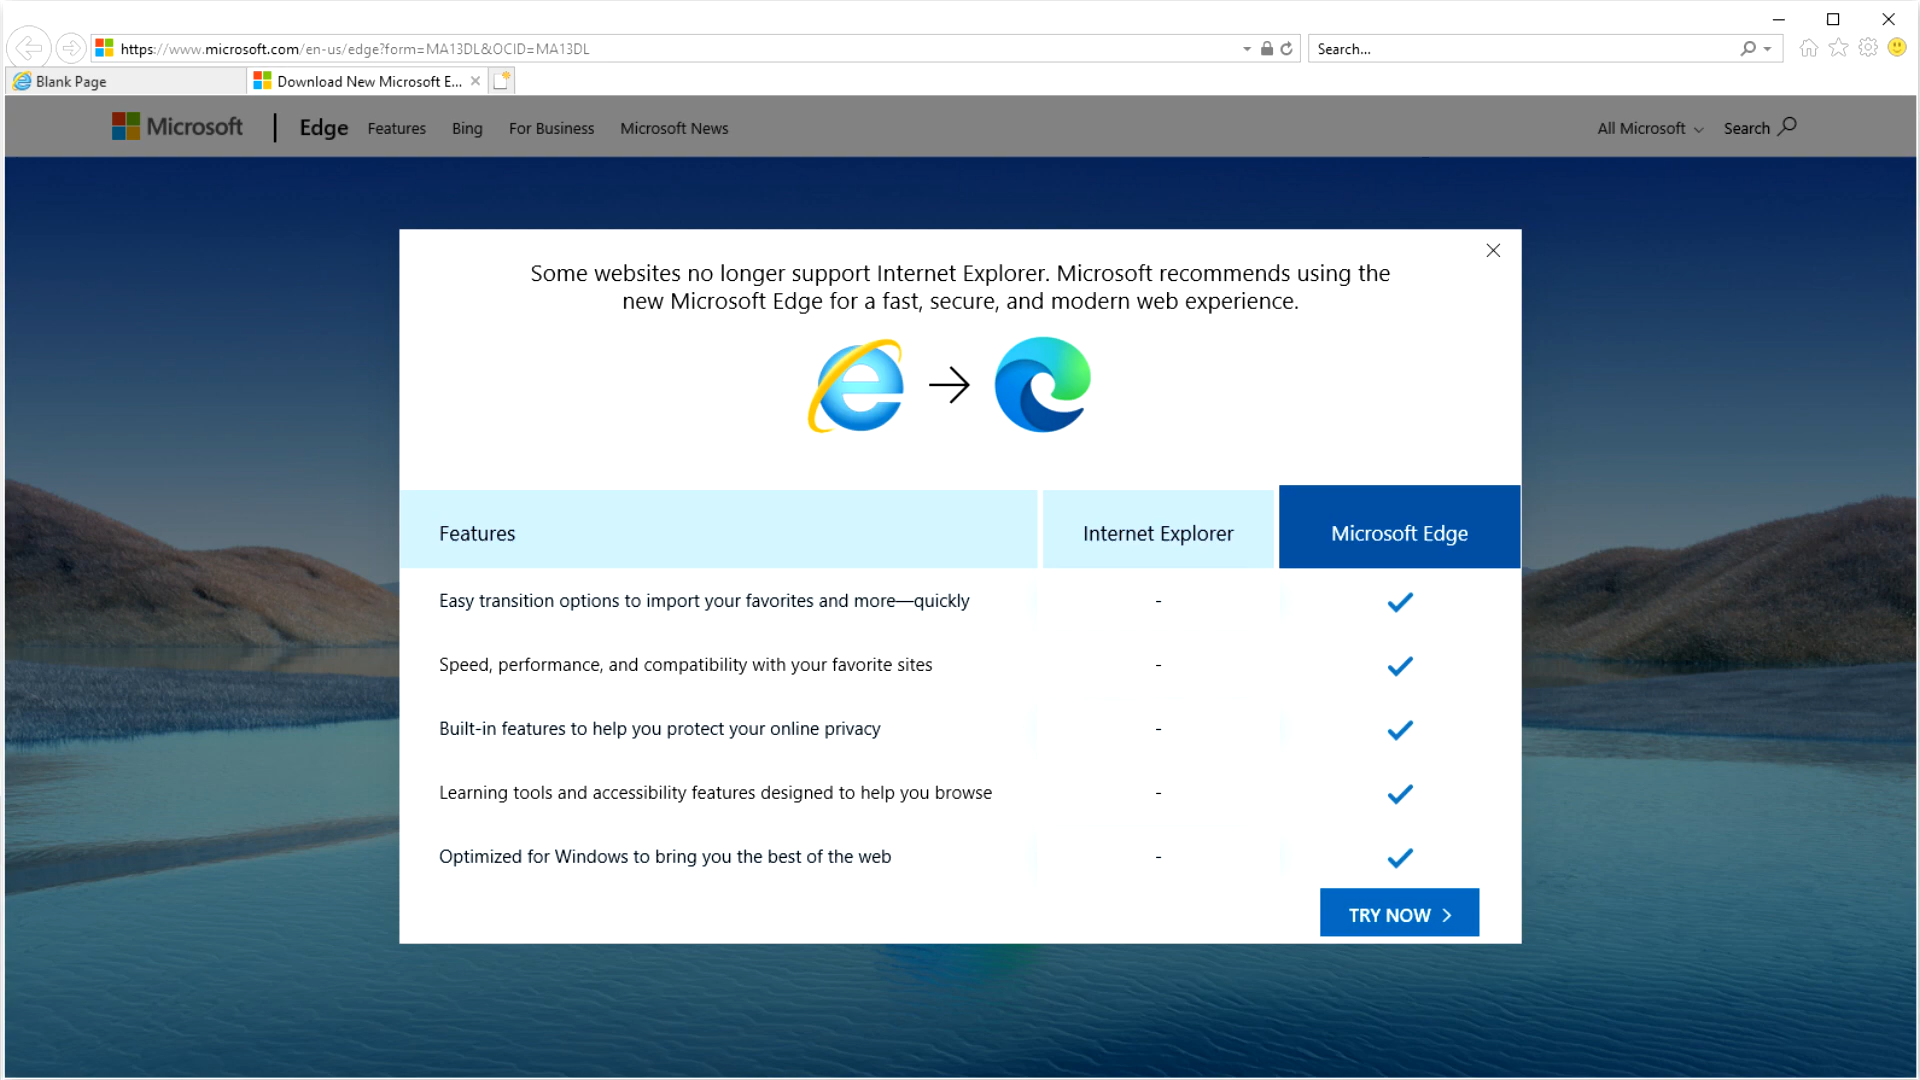 https://www.microsoft.com/en-us/edge?form=MA13DL&OCID=MA13DL
Search...
Blank Page
Download New Microsoft E...
Microsoft
Edge
Features
Bing
For Business
Microsoft News
All Microsoft
Search
Some websites no longer support Internet Explorer. Microsoft recommends using the
new Microsoft Edge for a fast, secure, and modern web experience.
Features
Internet Explorer
Microsoft Edge
Easy transition options to import your favorites and more—quickly
-
Speed, performance, and compatibility with your favorite sites
-
Built-in features to help you protect your online privacy
-
Learning tools and accessibility features designed to help you browse
-
Optimized for Windows to bring you the best of the web
-
TRY NOW